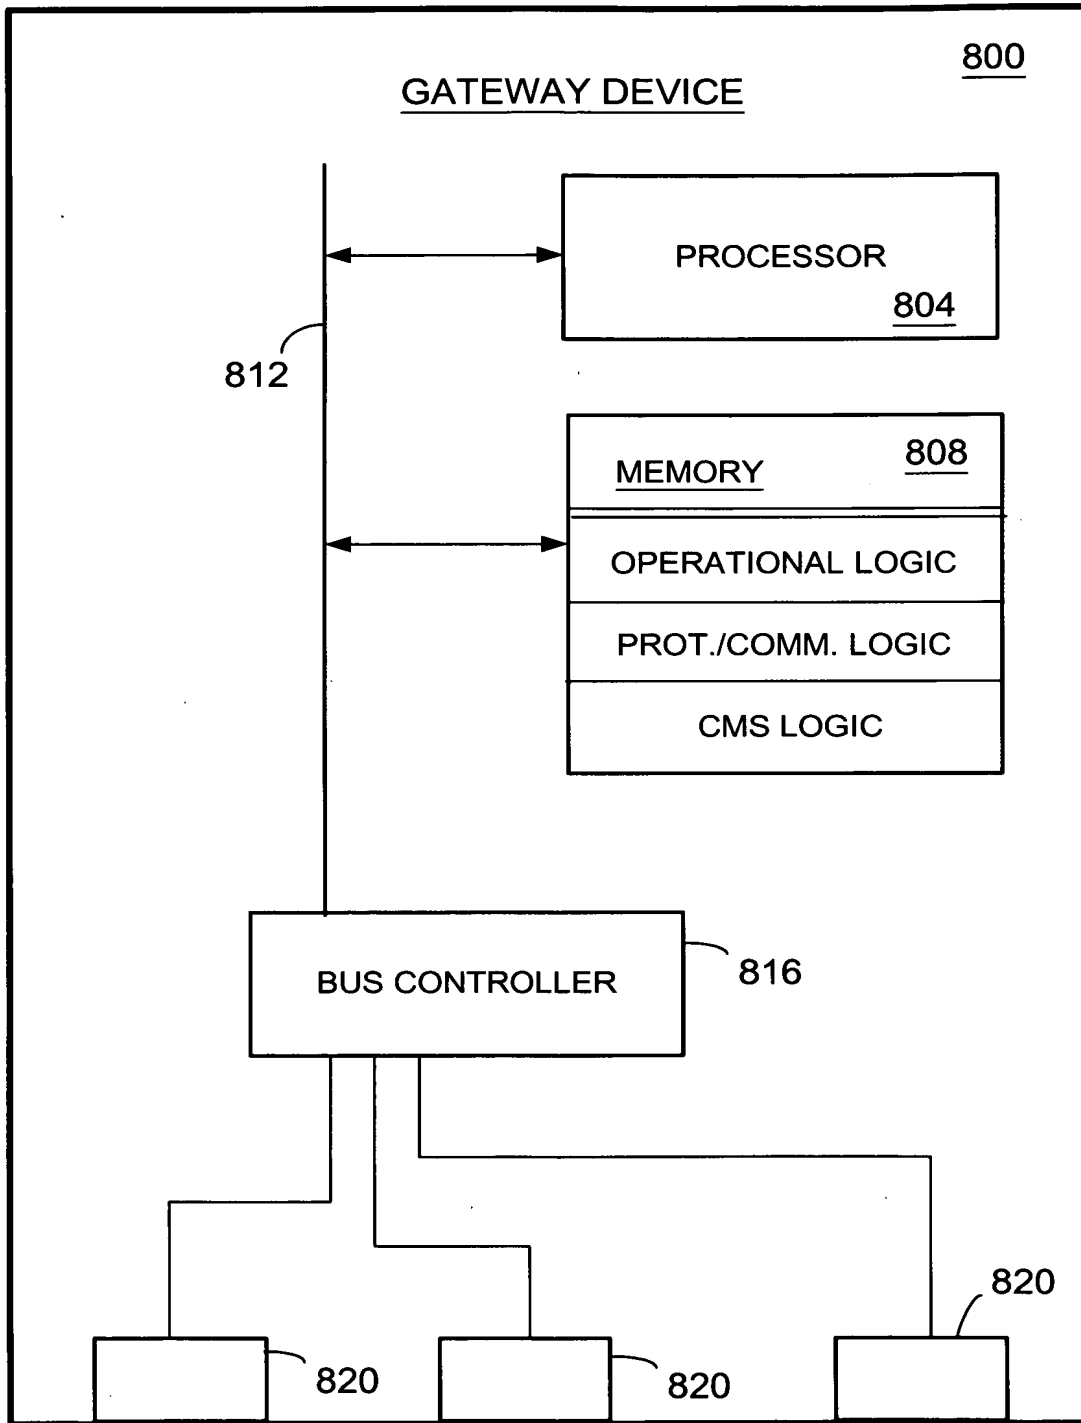 800
GATEWAY DEVICE
PROCESSOR
804
812
808
MEMORY
OPERATIONAL LOGIC
PROT./COMM. LOGIC
CMS LOGIC
BUS CONTROLLER
816
820
820
820